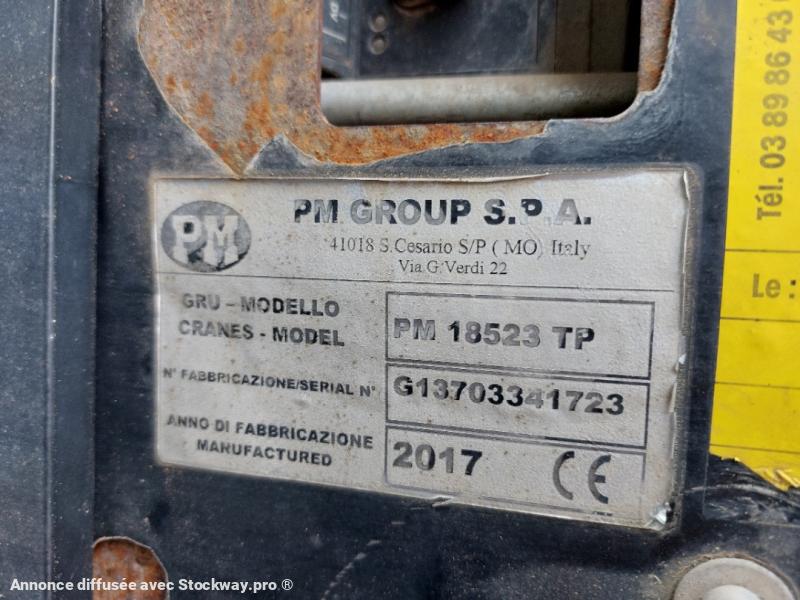 PM
PM GROUP S.P.A.
41018 S.Cesario S/P ( MO) Italy
Via G.Verdi 22
GRU - MODELLO
CRANES - MODEL
PM 18523 TP
N° FABBRICAZIONE/SERIAL N°
G13703341723
ANNO DI FABBRICAZIONE
MANUFACTURED
2017 CE
Tél. 03 89 86 43
Le :
Annonce diffusée avec Stockway.pro ®